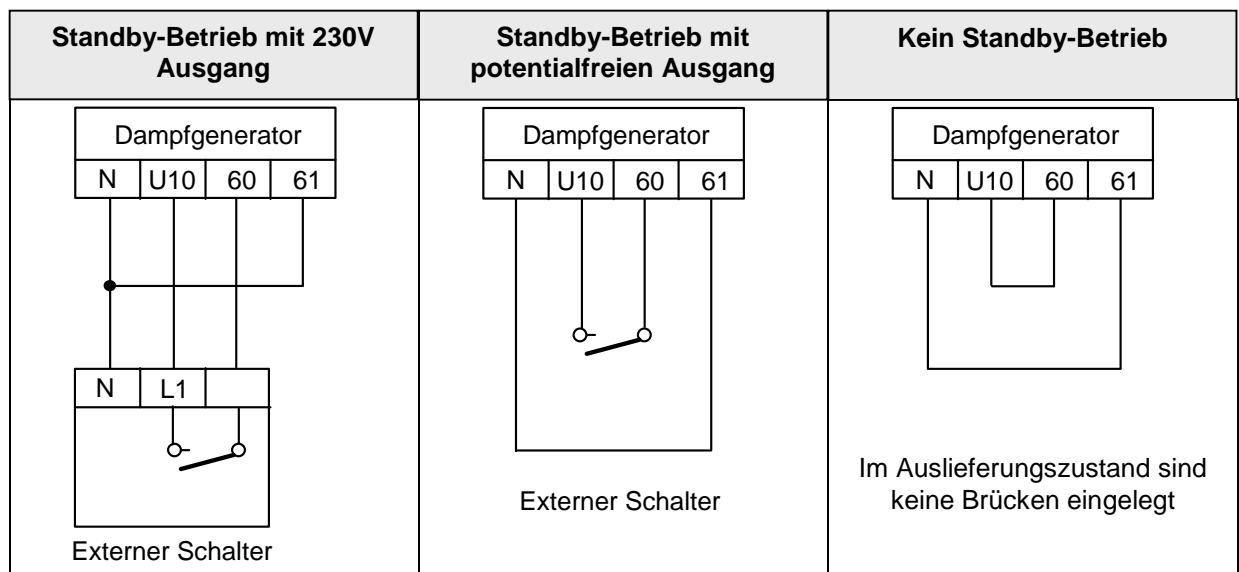 Standby-Betrieb mit 230V
Ausgang
Standby-Betrieb mit
potentialfreien Ausgang
Kein Standby-Betrieb
Dampfgenerator
N U10 60 61
N L1
Externer Schalter
Dampfgenerator
N U10 60 61
Externer Schalter
Dampfgenerator
N U10 60 61
Im Auslieferungszustand sind
keine Brücken eingelegt